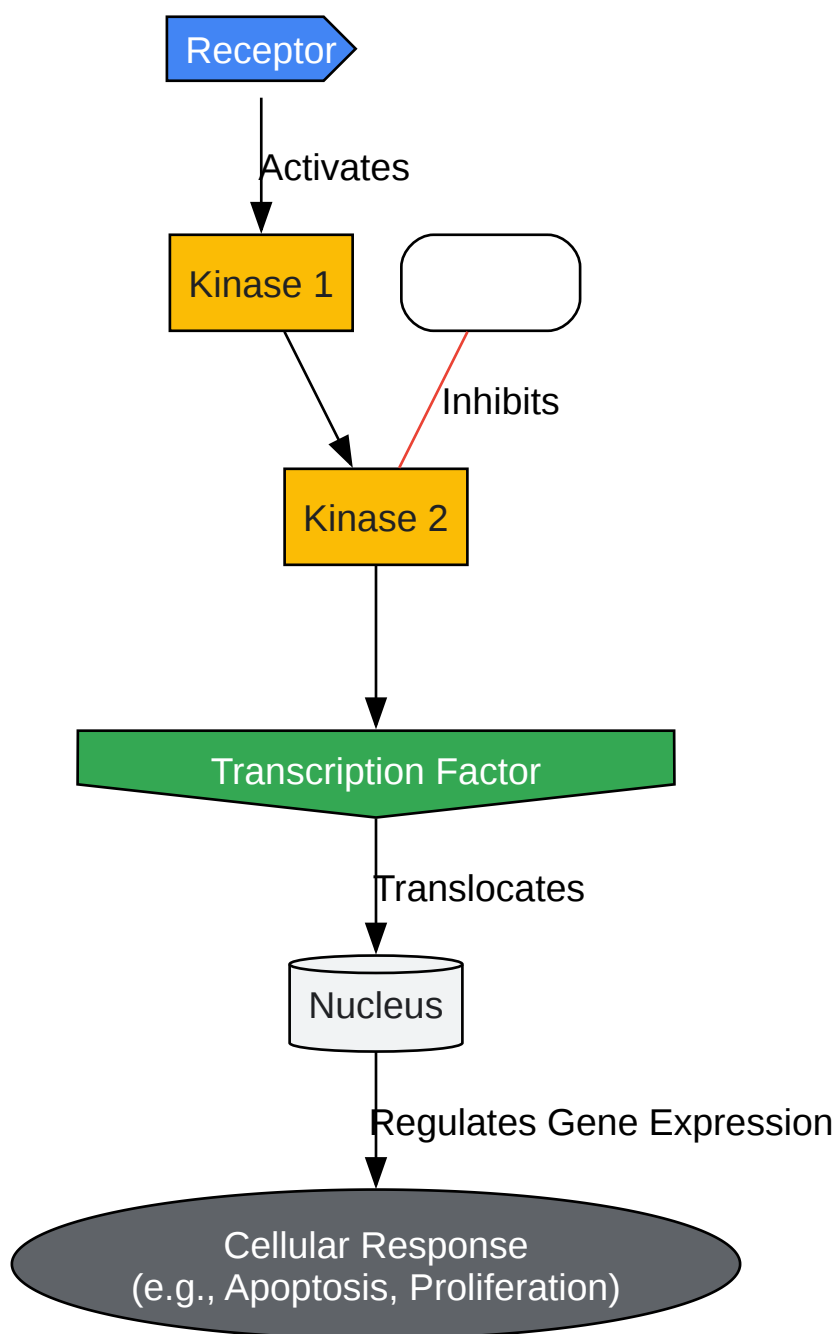 Receptor
Activates
Kinase 1
Inhibits
Kinase 2
Transcription Factor
Translocates
Nucleus
Regulates Gene Expression
Cellular Response
(e.g., Apoptosis, Proliferation)